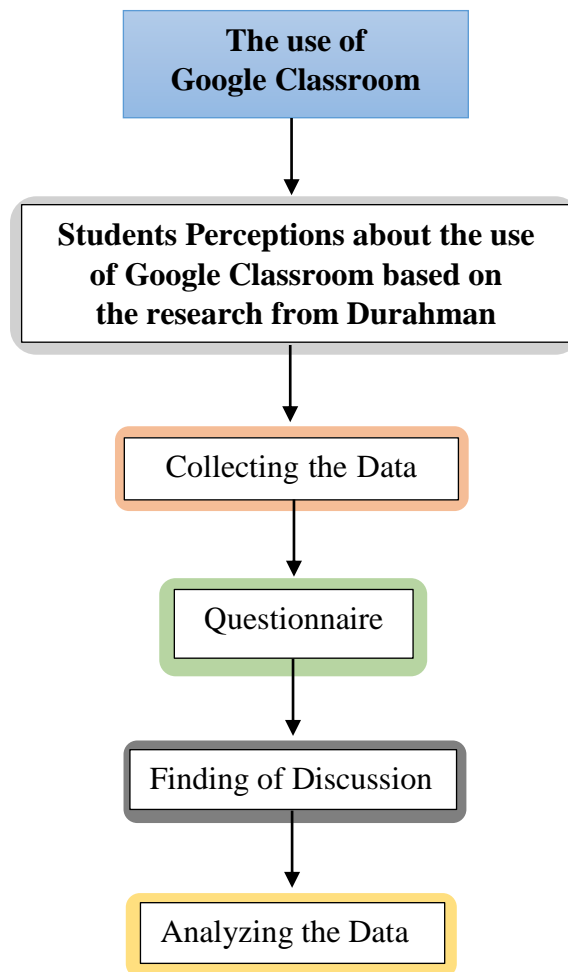 The use of
Google Classroom
Students Perceptions about the use
of Google Classroom based on
the research from Durahman
Collecting the Data
Questionnaire
Finding of Discussion
Analyzing the Data